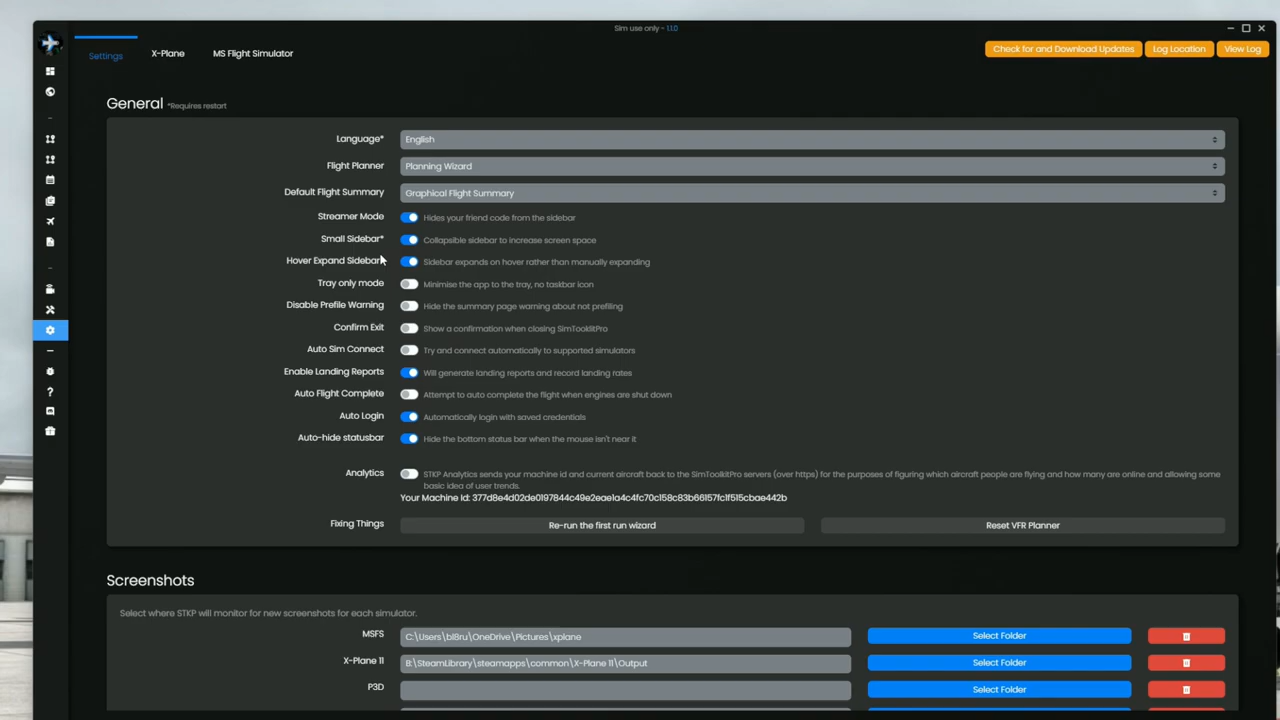 Sim use only - 1.1.0
Settings
X-Plane
MS Flight Simulator
Check for and Download Updates
Log Location
View Log
General *Requires restart
Language* English
Flight Planner Planning Wizard
Default Flight Summary Graphical Flight Summary
Streamer Mode Hides your friend code from the sidebar
Small Sidebar* Collapsible sidebar to increase screen space
Hover Expand Sidebar* Sidebar expands on hover rather than manually expanding
Tray only mode Minimise the app to the tray, no taskbar icon
Disable Prefile Warning Hide the summary page warning about not prefiling
Confirm Exit Show a confirmation when closing SimToolkitPro
Auto Sim Connect Try and connect automatically to supported simulators
Enable Landing Reports Will generate landing reports and record landing rates
Auto Flight Complete Attempt to auto complete the flight when engines are shut down
Auto Login Automatically login with saved credentials
Auto-hide statusbar Hide the bottom status bar when the mouse isn't near it
Analytics STKP Analytics sends your machine id and current aircraft back to the SimToolkitPro servers (over https) for the purposes of figuring which aircraft people are flying and how many are online and allowing some
basic idea of user trends.
Your Machine Id: 377d8e4d02de0197844c49e2eae1a4c4fc70c158c83b66157fc1f515cbae442b
Fixing Things Re-run the first run wizard Reset VFR Planner
Screenshots
Select where STKP will monitor for new screenshots for each simulator.
MSFS C:\Users\bl8ru\OneDrive\Pictures\xplane Select Folder
X-Plane 11 B:\SteamLibrary\steamapps\common\X-Plane 11\Output Select Folder
P3D Select Folder